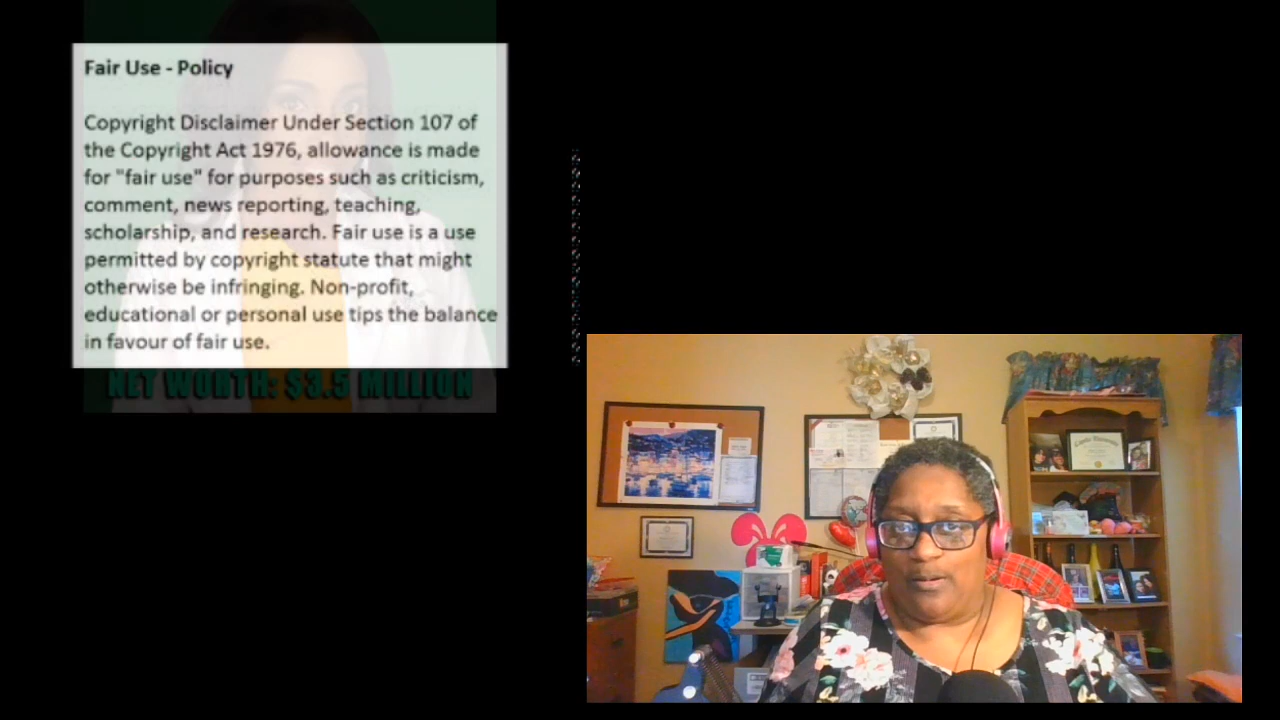 Fair Use - Policy
Copyright Disclaimer Under Section 107 of
the Copyright Act 1976, allowance is made
for "fair use" for purposes such as criticism,
comment, news reporting, teaching,
scholarship, and research. Fair use is a use
permitted by copyright statute that might
otherwise be infringing. Non-profit,
educational or personal use tips the balance
in favour of fair use.
NET WORTH: $3.5 MILLION